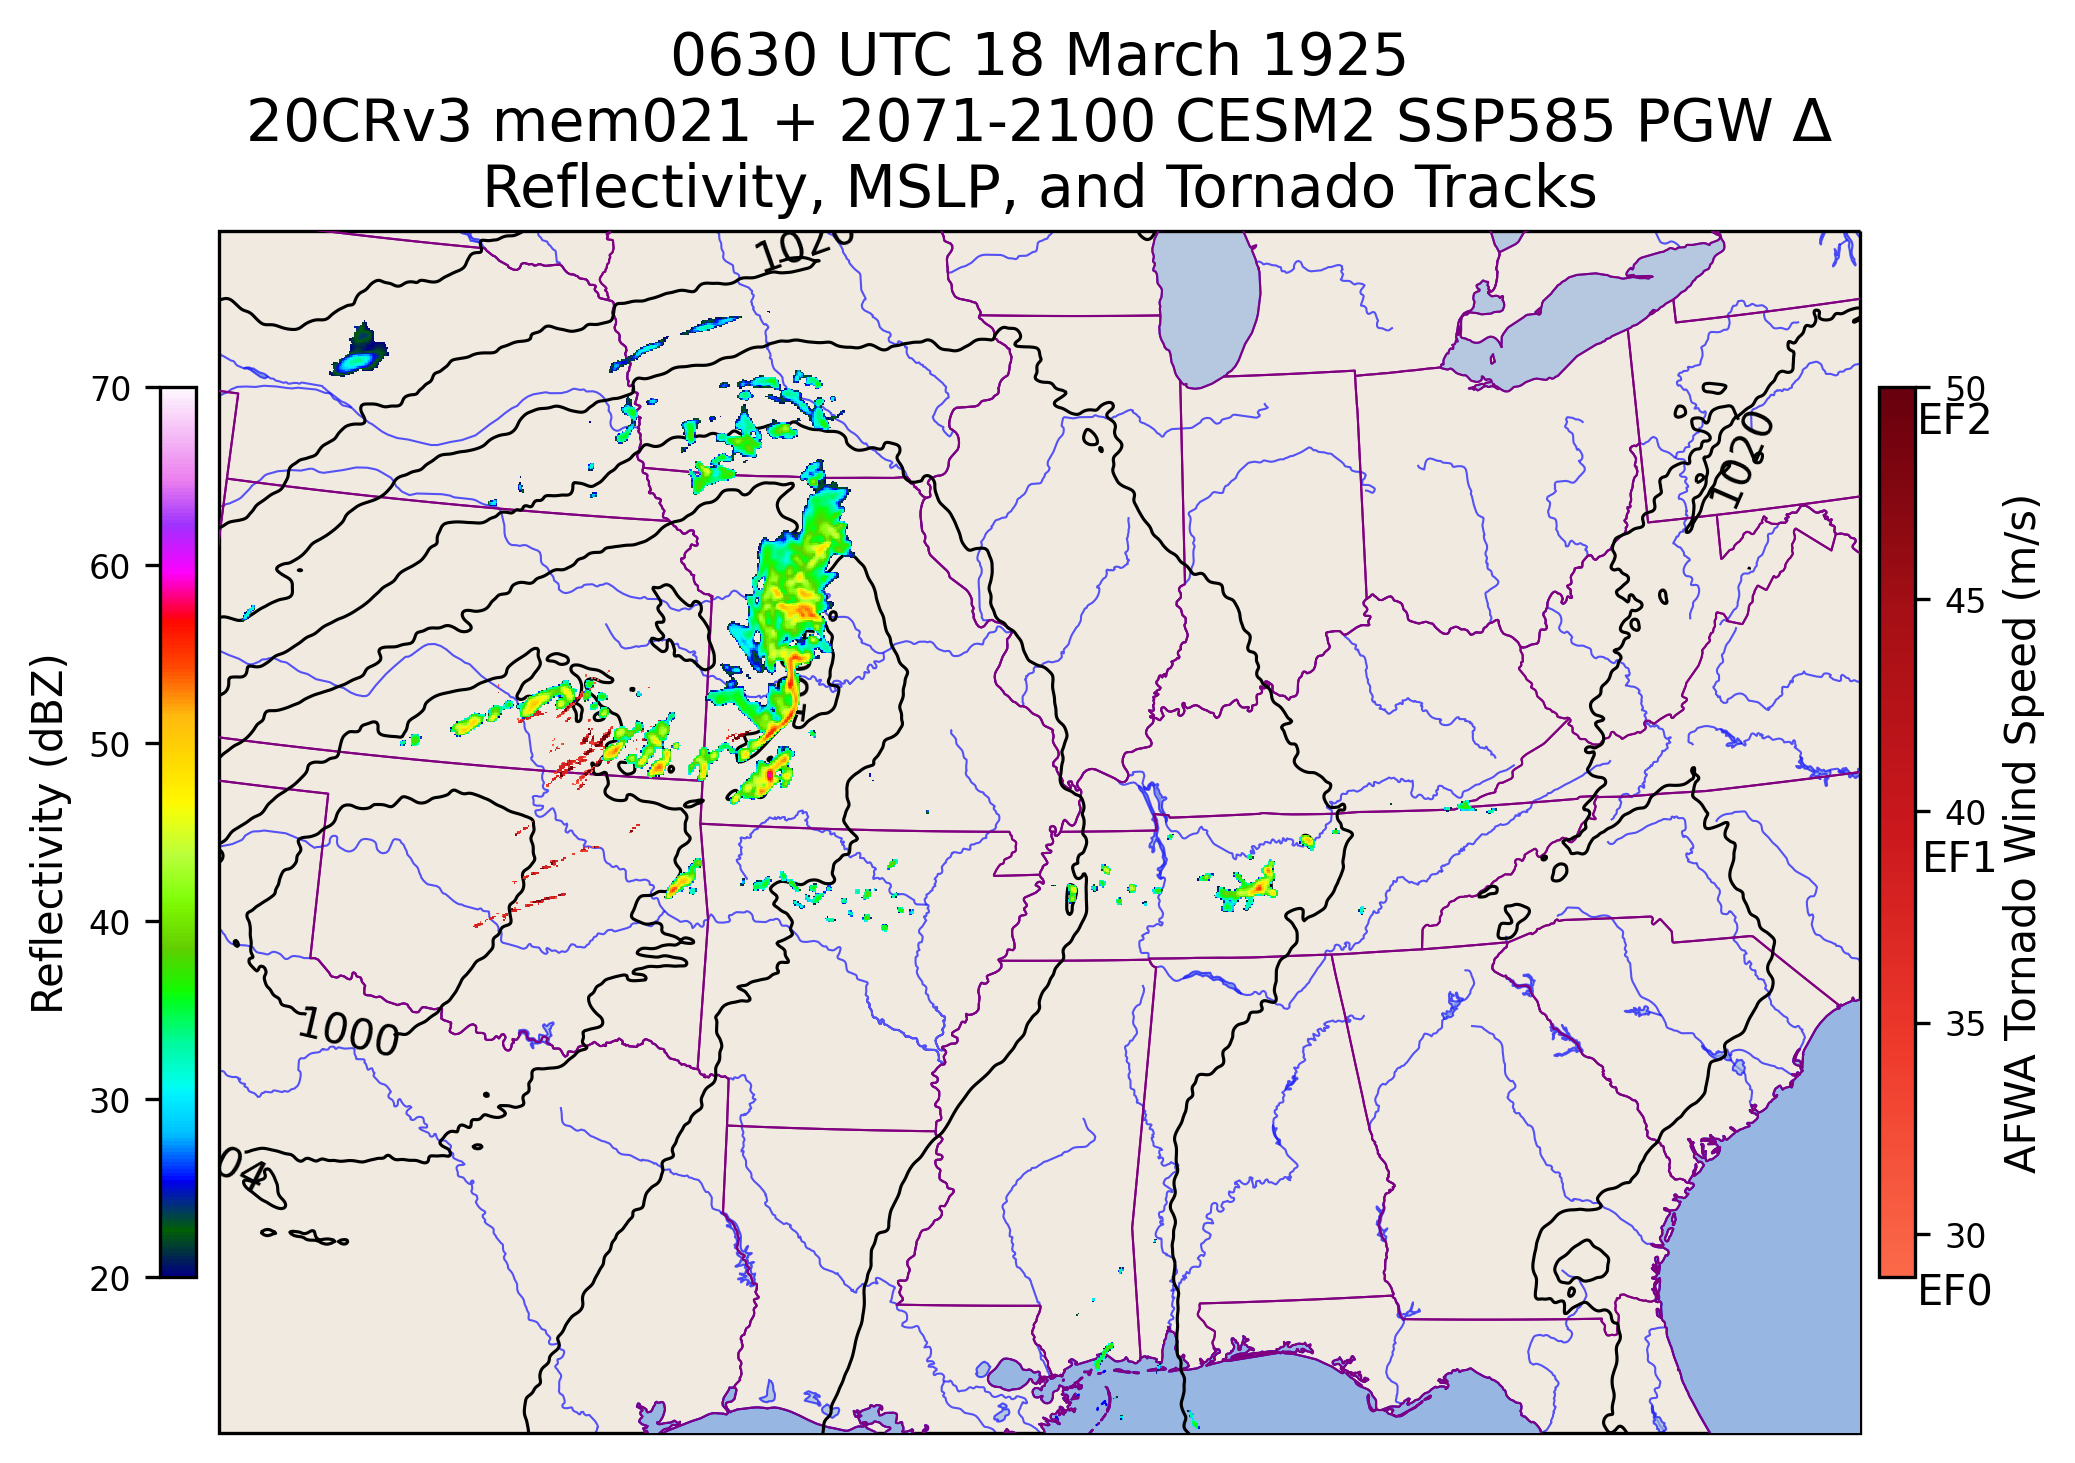 0630 UTC 18 March 1925
20CRv3 mem021 + 2071-2100 CESM2 SSP585 PGW Δ
Reflectivity, MSLP, and Tornado Tracks
1020
70
60
50
40
30
20
Reflectivity (dBZ)
1020
1000
04
50
EF2
45
40
EF1
35
30
EF0
AFWA Tornado Wind Speed (m/s)